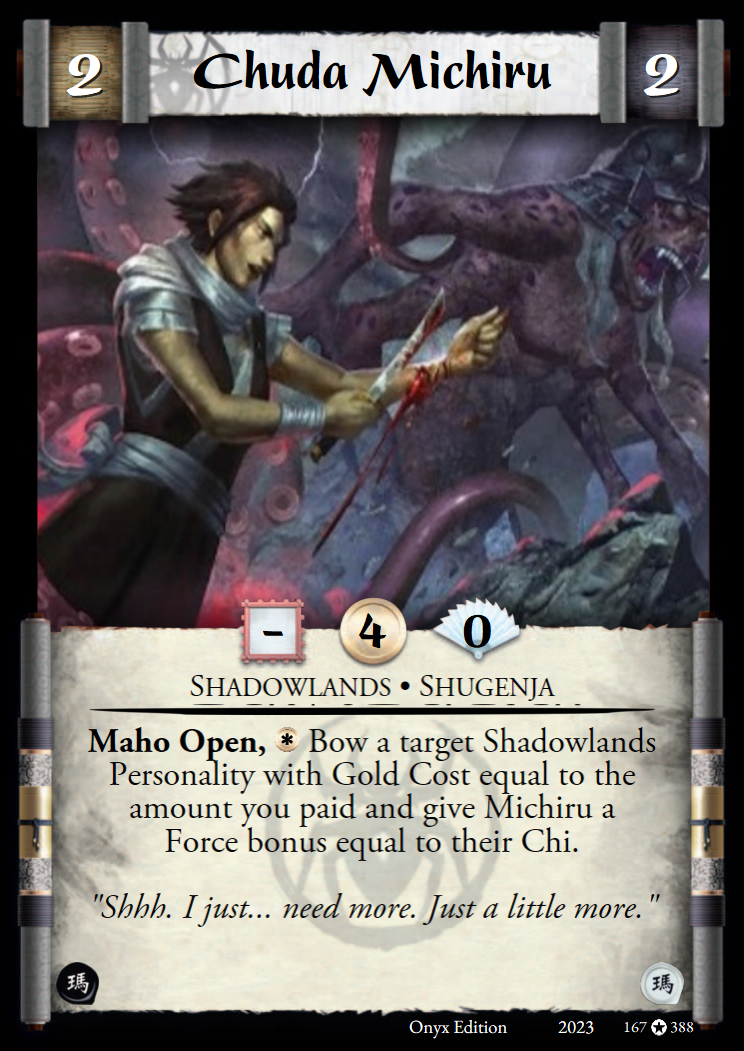 2 Chuda Michiru 2
- 4 0
Shadowlands • Shugenja
Maho Open, * Bow a target Shadowlands
Personality with Gold Cost equal to the
amount you paid and give Michiru a
Force bonus equal to their Chi.
"Shhh. I just... need more. Just a little more."
瑪 瑪
Onyx Edition 2023 167 ✪ 388